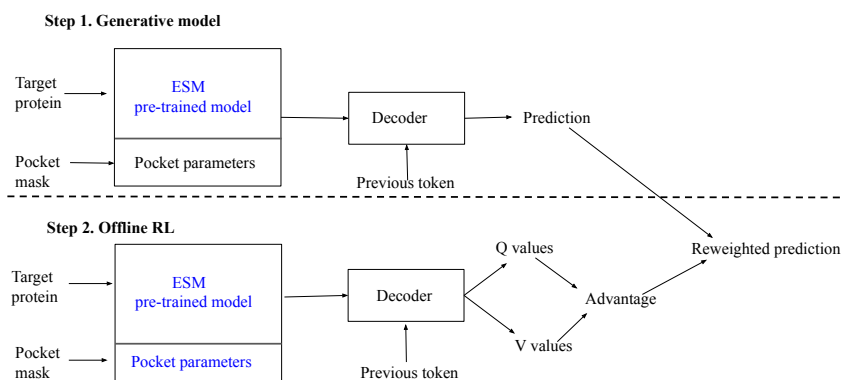 Step 1. Generative model
Target
protein
ESM
pre-trained model
Pocket
mask
Pocket parameters
Decoder
Previous token
Prediction
Step 2. Offline RL
Target
protein
ESM
pre-trained model
Pocket
mask
Pocket parameters
Decoder
Previous token
Q values
V values
Advantage
Reweighted prediction